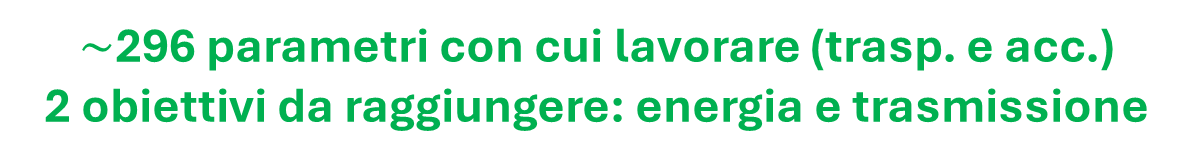 ~296 parametri con cui lavorare (trasp. e acc.)
2 obiettivi da raggiungere: energia e trasmissione